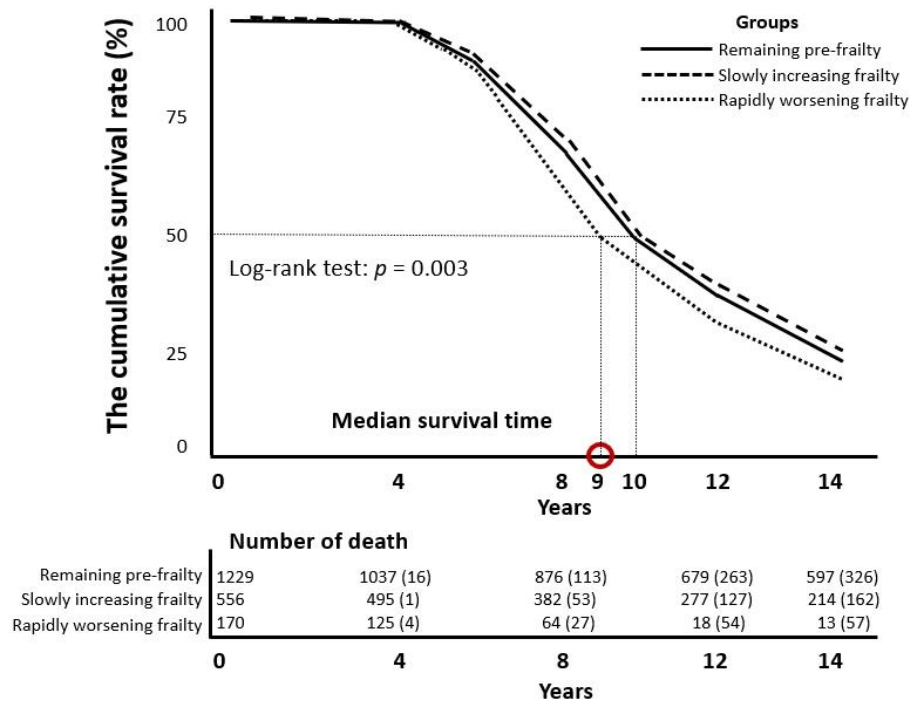 The cumulative survival rate (%)
100
75
50
25
0
Groups
Remaining pre-frailty
Slowly increasing frailty
Rapidly worsening frailty
Log-rank test: p = 0.003
Median survival time
0 4 8 9 10 12 14
Years
Number of death
Remaining pre-frailty 1229 1037 (16) 876 (113) 679 (263) 597 (326)
Slowly increasing frailty 556 495 (1) 382 (53) 277 (127) 214 (162)
Rapidly worsening frailty 170 125 (4) 64 (27) 18 (54) 13 (57)
0 4 8 12 14
Years